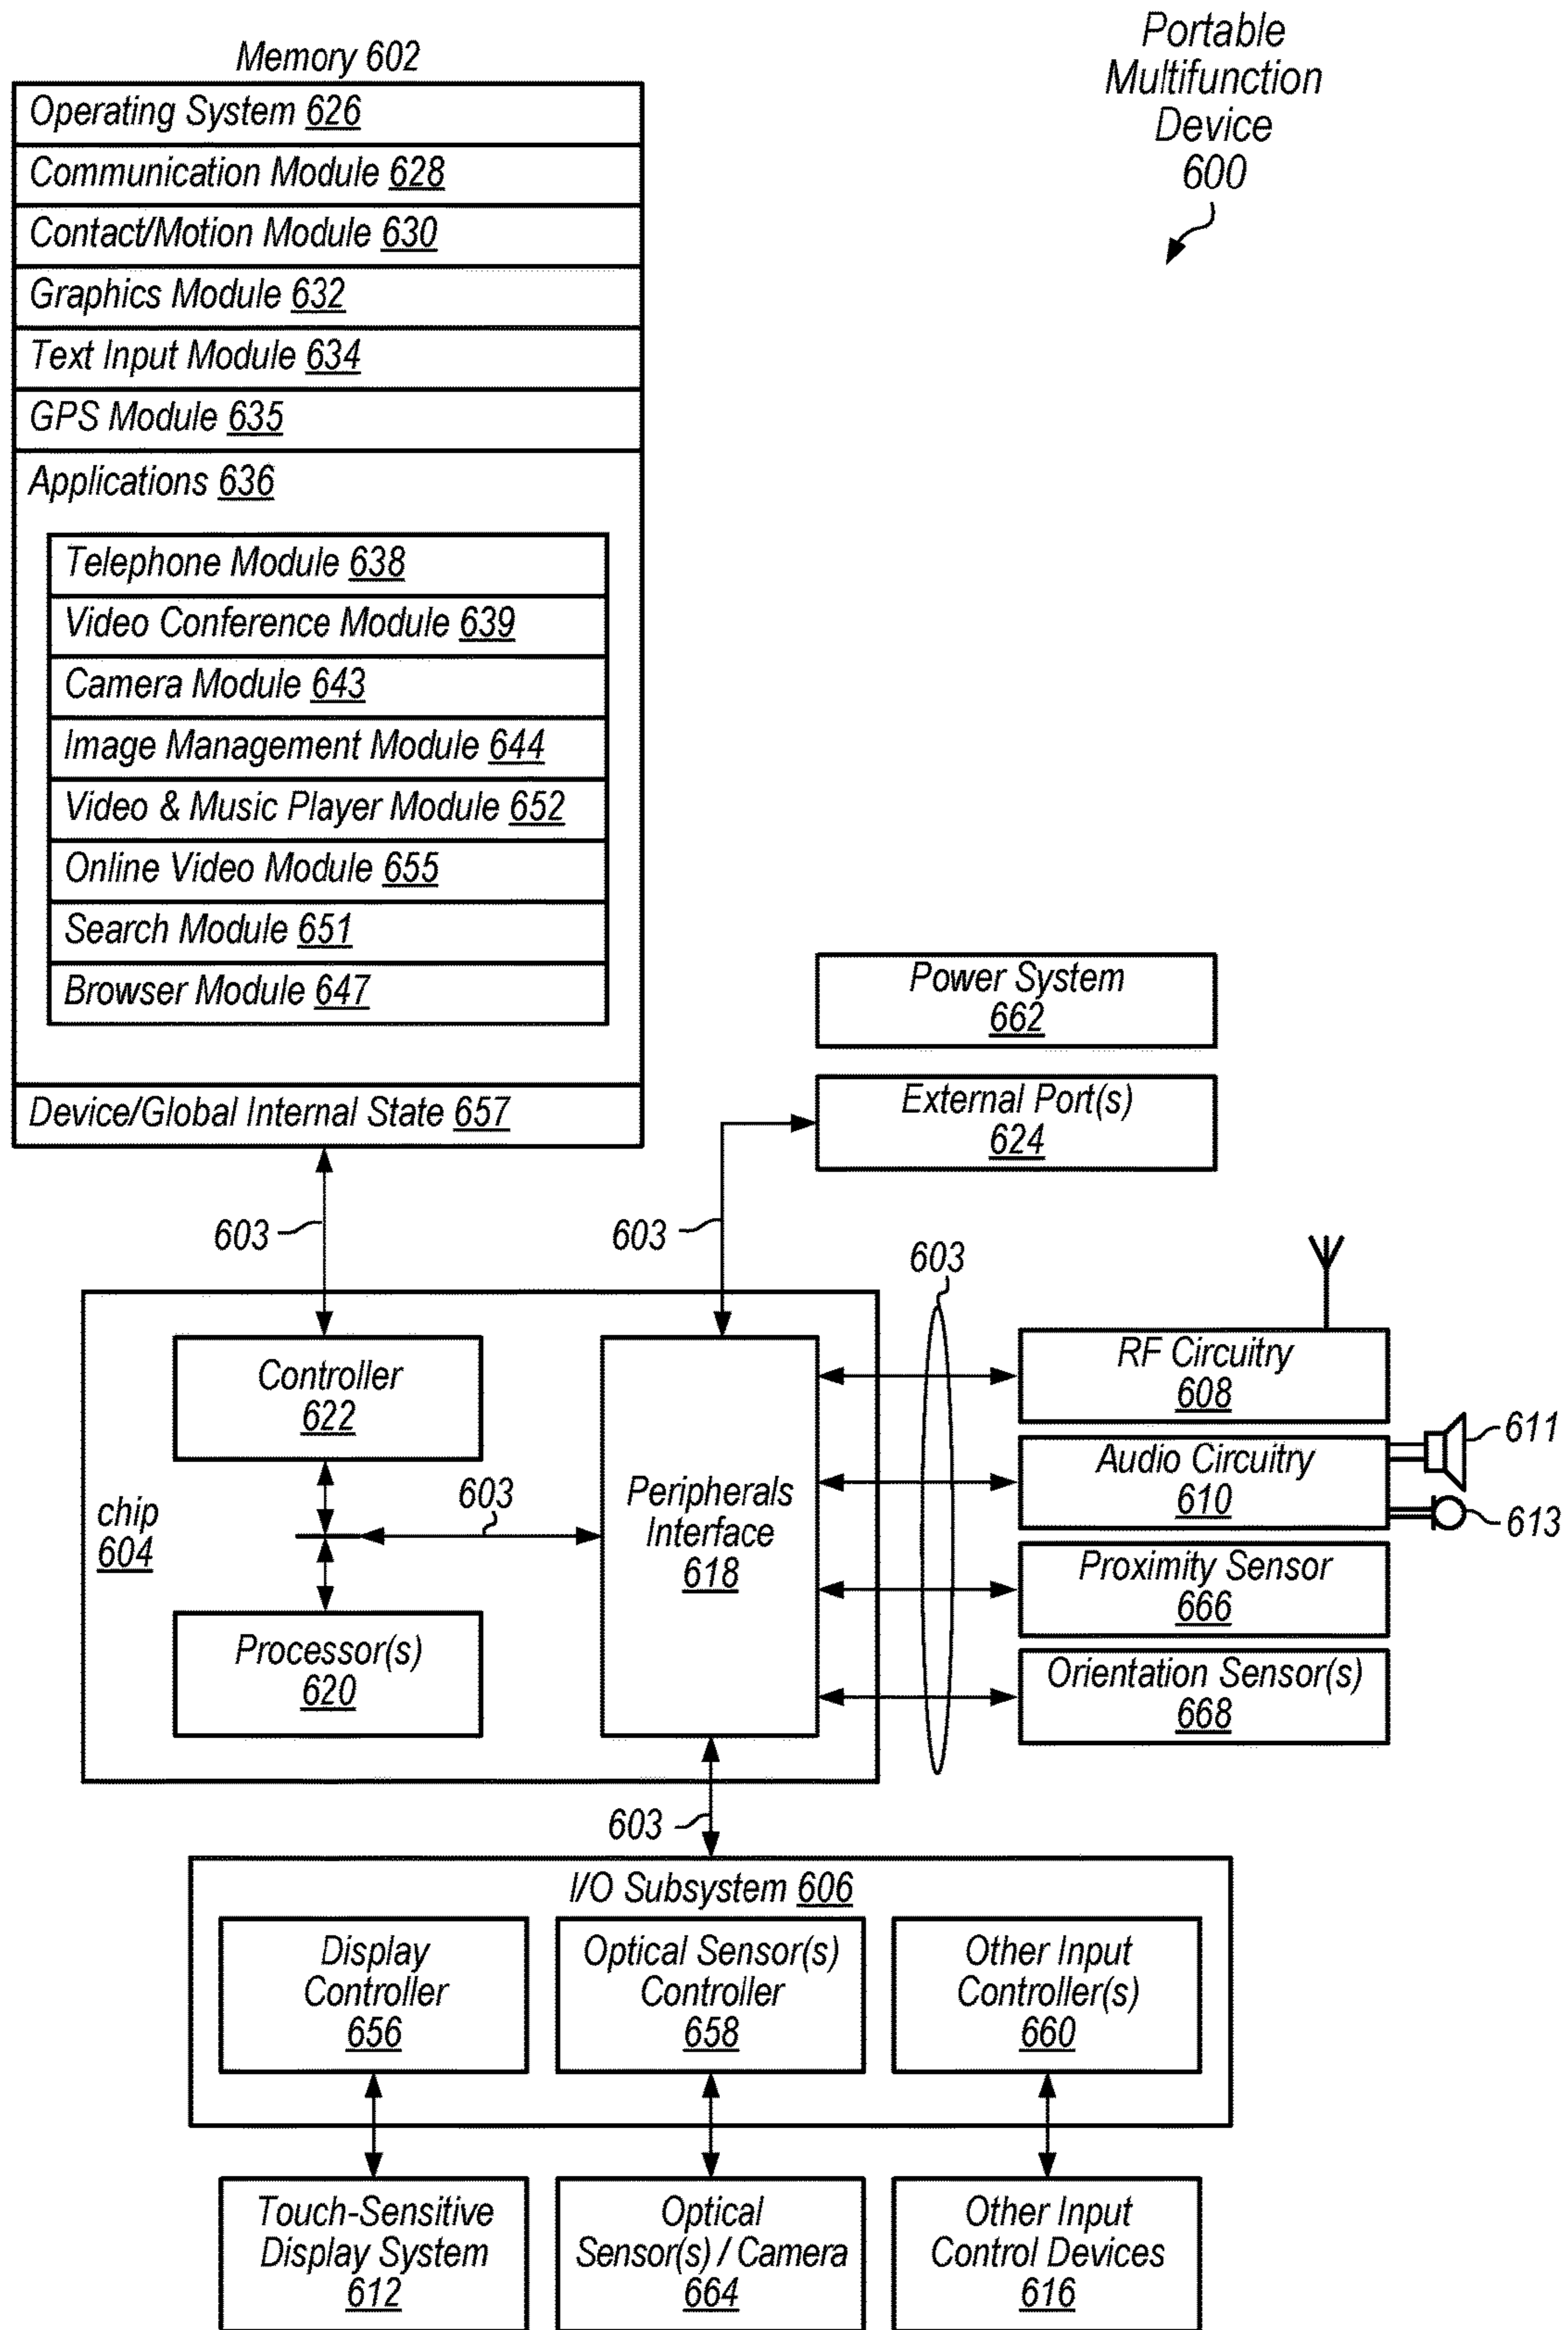 Portable
Multifunction
Device
600
Memory 602
Operating System 626
Communication Module 628
Contact/Motion Module 630
Graphics Module 632
Text Input Module 634
GPS Module 635
Applications 636
Telephone Module 638
Video Conference Module 639
Camera Module 643
Image Management Module 644
Video & Music Player Module 652
Online Video Module 655
Search Module 651
Browser Module 647
Device/Global Internal State 657
Power System
662
External Port(s)
624
603
603
603
chip
604
Controller
622
603
Processor(s)
620
Peripherals
Interface
618
RF Circuitry
608
Audio Circuitry
610
611
613
Proximity Sensor
666
Orientation Sensor(s)
668
603
I/O Subsystem 606
Display
Controller
656
Optical Sensor(s)
Controller
658
Other Input
Controller(s)
660
Touch-Sensitive
Display System
612
Optical
Sensor(s) / Camera
664
Other Input
Control Devices
616